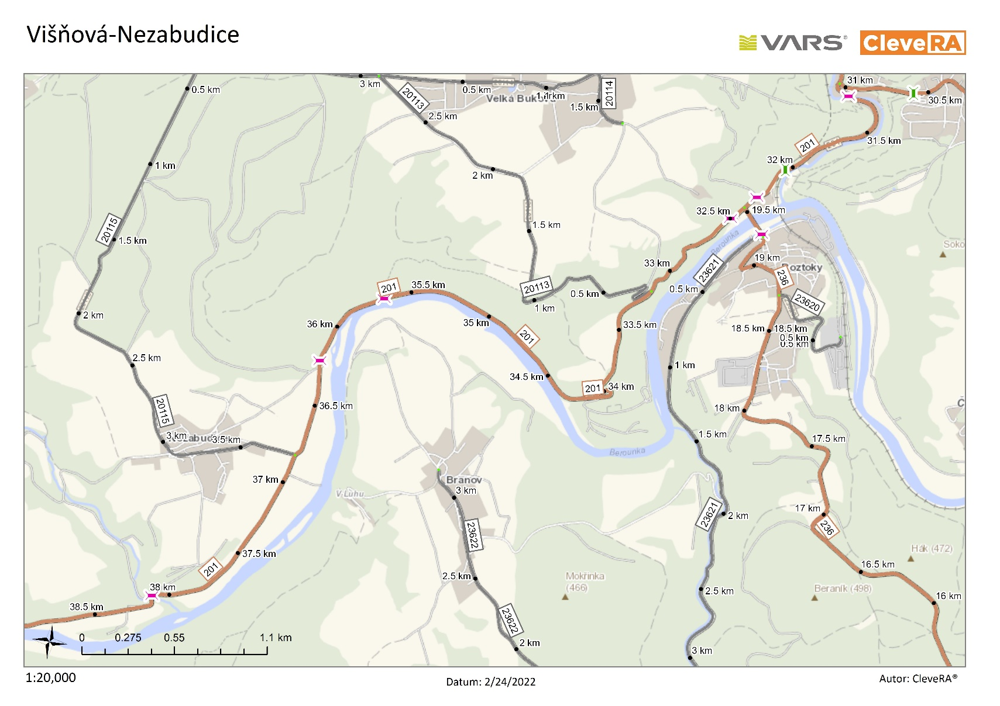 Višňová-Nezabudice
VARS®
CleveRA
3 km
0.5 km
20114
1 km
31 km
30.5 km
0.5 km
20113
Velká Buková
1.5 km
20114
2.5 km
201
31.5 km
1 km
2 km
32 km
32.5 km
19.5 km
20115
1.5 km
1.5 km
Berounka
Soko
33 km
19 km
Roztoky
23621
236
201
35.5 km
20113
0.5 km
0.5 km
23620
2 km
1 km
36 km
35 km
33.5 km
18.5 km
18.5 km
0.5 km
0.5 km
201
2.5 km
1 km
34.5 km
201
34 km
20115
36.5 km
18 km
Č
3 km
Nezabudice
3.5 km
1.5 km
17.5 km
Berounka
37 km
Branov
3 km
V Luhu
17 km
23621
2 km
236
23622
37.5 km
Hák (472)
201
2.5 km
16.5 km
Mokřinka
(466)
38 km
2.5 km
Beraník (498)
16 km
38.5 km
23622
0
0.275
0.55
1.1 km
2 km
3 km
1:20,000
Datum: 2/24/2022
Autor: CleveRA®